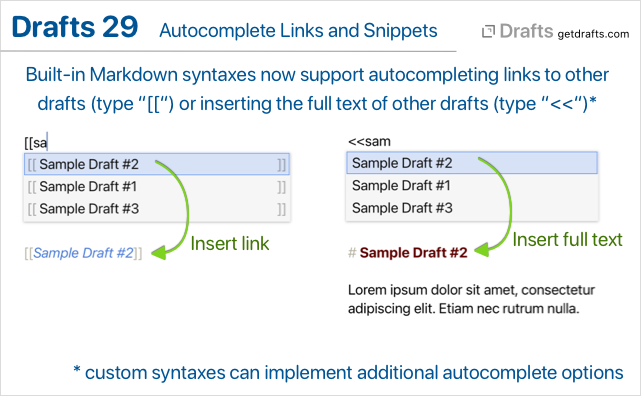 Drafts 29 Autocomplete Links and Snippets Drafts getdrafts.com
Built-in Markdown syntaxes now support autocompleting links to other
drafts (type “[[“) or inserting the full text of other drafts (type “<<“)*
[[sa
[[ Sample Draft #2 ]]
[[ Sample Draft #1 ]]
[[ Sample Draft #3 ]]
Insert link
[[Sample Draft #2]]
<<sam
Sample Draft #2
Sample Draft #1
Sample Draft #3
Insert full text
# Sample Draft #2
Lorem ipsum dolor sit amet, consectetur
adipiscing elit. Etiam nec rutrum nulla.
* custom syntaxes can implement additional autocomplete options